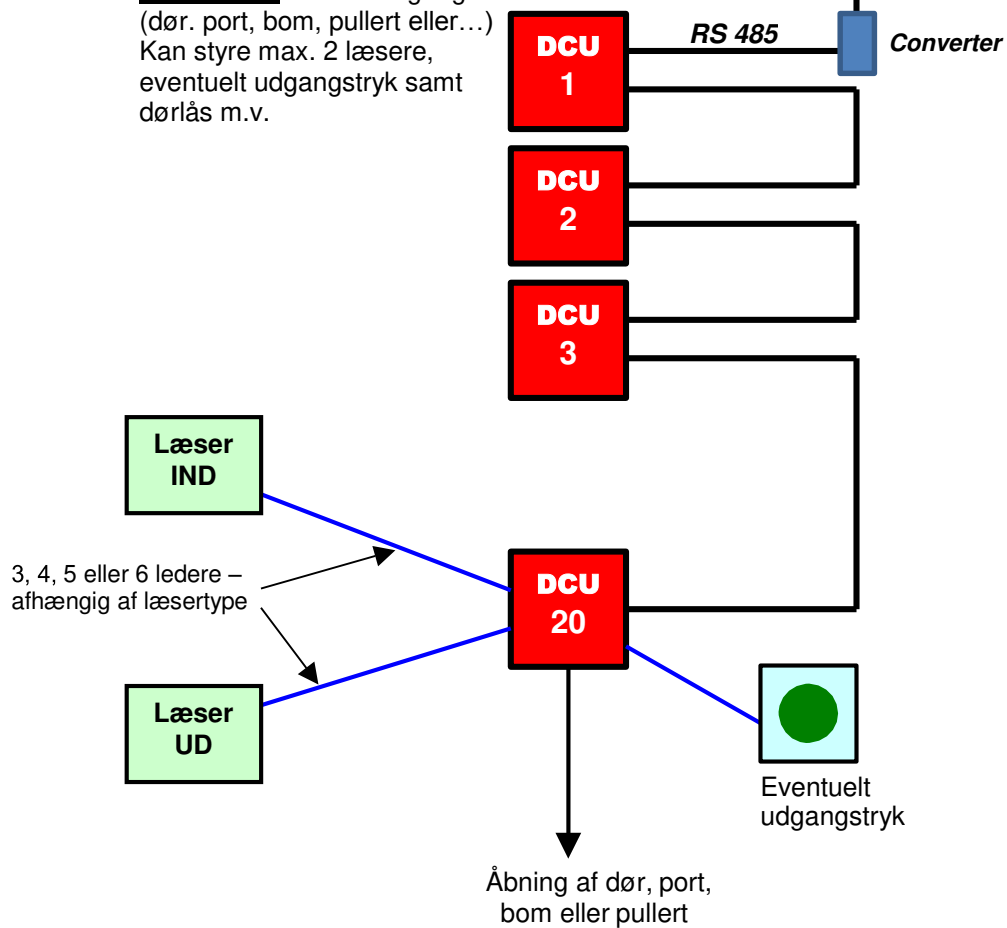 (dør. port, bom, pullert eller…)
Kan styre max. 2 læsere,
eventuelt udgangstryk samt
dørlås m.v.
DCU
1
RS 485
Converter
DCU
2
DCU
3
Læser
IND
3, 4, 5 eller 6 ledere –
afhængig af læsertype
DCU
20
Læser
UD
Eventuelt
udgangstryk
Åbning af dør, port,
bom eller pullert